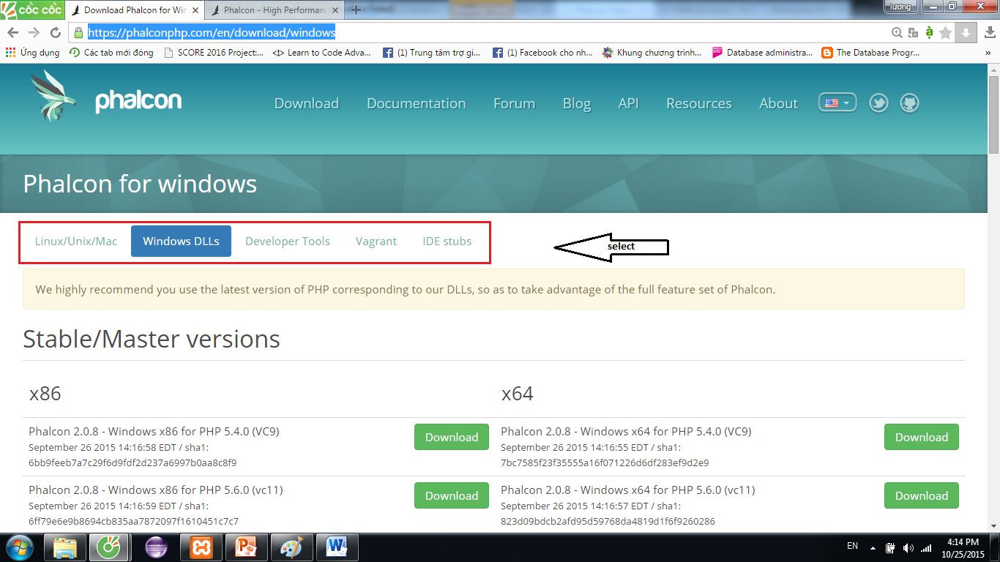 cốc cốc
Download Phalcon for Win
Phalcon - High Performanc
lương
https://phalconphp.com/en/download/windows
Ứng dụng
Các tab mới đóng
SCORE 2016 Project:...
Learn to Code Adva...
(1) Trung tâm trợ gi...
(1) Facebook cho nh...
Khung chương trình...
Database administra...
The Database Progr...
»
phalcon
Download
Documentation
Forum
Blog
API
Resources
About
Phalcon for windows
Linux/Unix/Mac
Windows DLLs
Developer Tools
Vagrant
IDE stubs
select
We highly recommend you use the latest version of PHP corresponding to our DLLs, so as to take advantage of the full feature set of Phalcon.
Stable/Master versions
x86
x64
Phalcon 2.0.8 - Windows x86 for PHP 5.4.0 (VC9)
September 26 2015 14:16:58 EDT / sha1:
6bb9feeb7a7c29f6d9fdf2d237a6997b0aa8c8f9
Download
Phalcon 2.0.8 - Windows x64 for PHP 5.4.0 (VC9)
September 26 2015 14:16:55 EDT / sha1:
7bc7585f23f35555a16f071226d6df283ef9d2e9
Download
Phalcon 2.0.8 - Windows x86 for PHP 5.6.0 (vc11)
September 26 2015 14:16:59 EDT / sha1:
6ff79e6e9b8694cb835aa7872097f1610451c7c7
Download
Phalcon 2.0.8 - Windows x64 for PHP 5.6.0 (vc11)
September 26 2015 14:16:57 EDT / sha1:
823d09bdcb2afd95d59768da4819d1f6f9260286
Download
EN
4:14 PM
10/25/2015